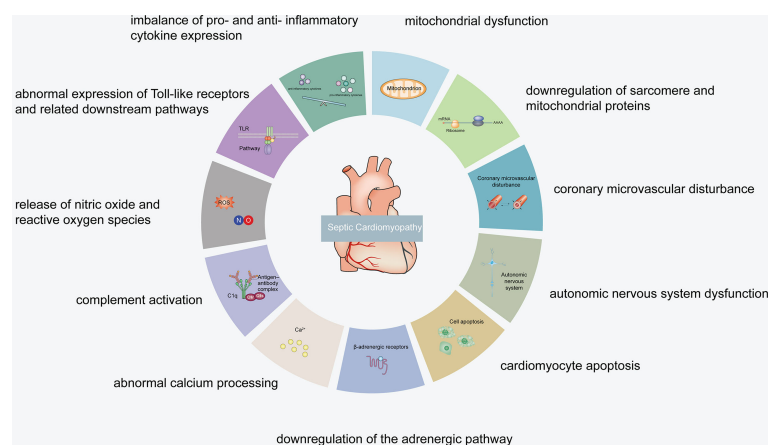 imbalance of pro- and anti- inflammatory
cytokine expression
mitochondrial dysfunction
abnormal expression of Toll-like receptors
and related downstream pathways
downregulation of sarcomere and
mitochondrial proteins
release of nitric oxide and
reactive oxygen species
coronary microvascular disturbance
complement activation
autonomic nervous system dysfunction
abnormal calcium processing
cardiomyocyte apoptosis
downregulation of the adrenergic pathway
Mitochondrion
mRNA
Ribosome
AAAA
Coronary microvascular
disturbance
Autonomic
nervous
system
Cell apoptosis
β-adrenergic receptors
Ca²⁺
Antigen-
antibody
complex
C1q
ROS
N
O
TLR
Pathway
Septic Cardiomyopathy